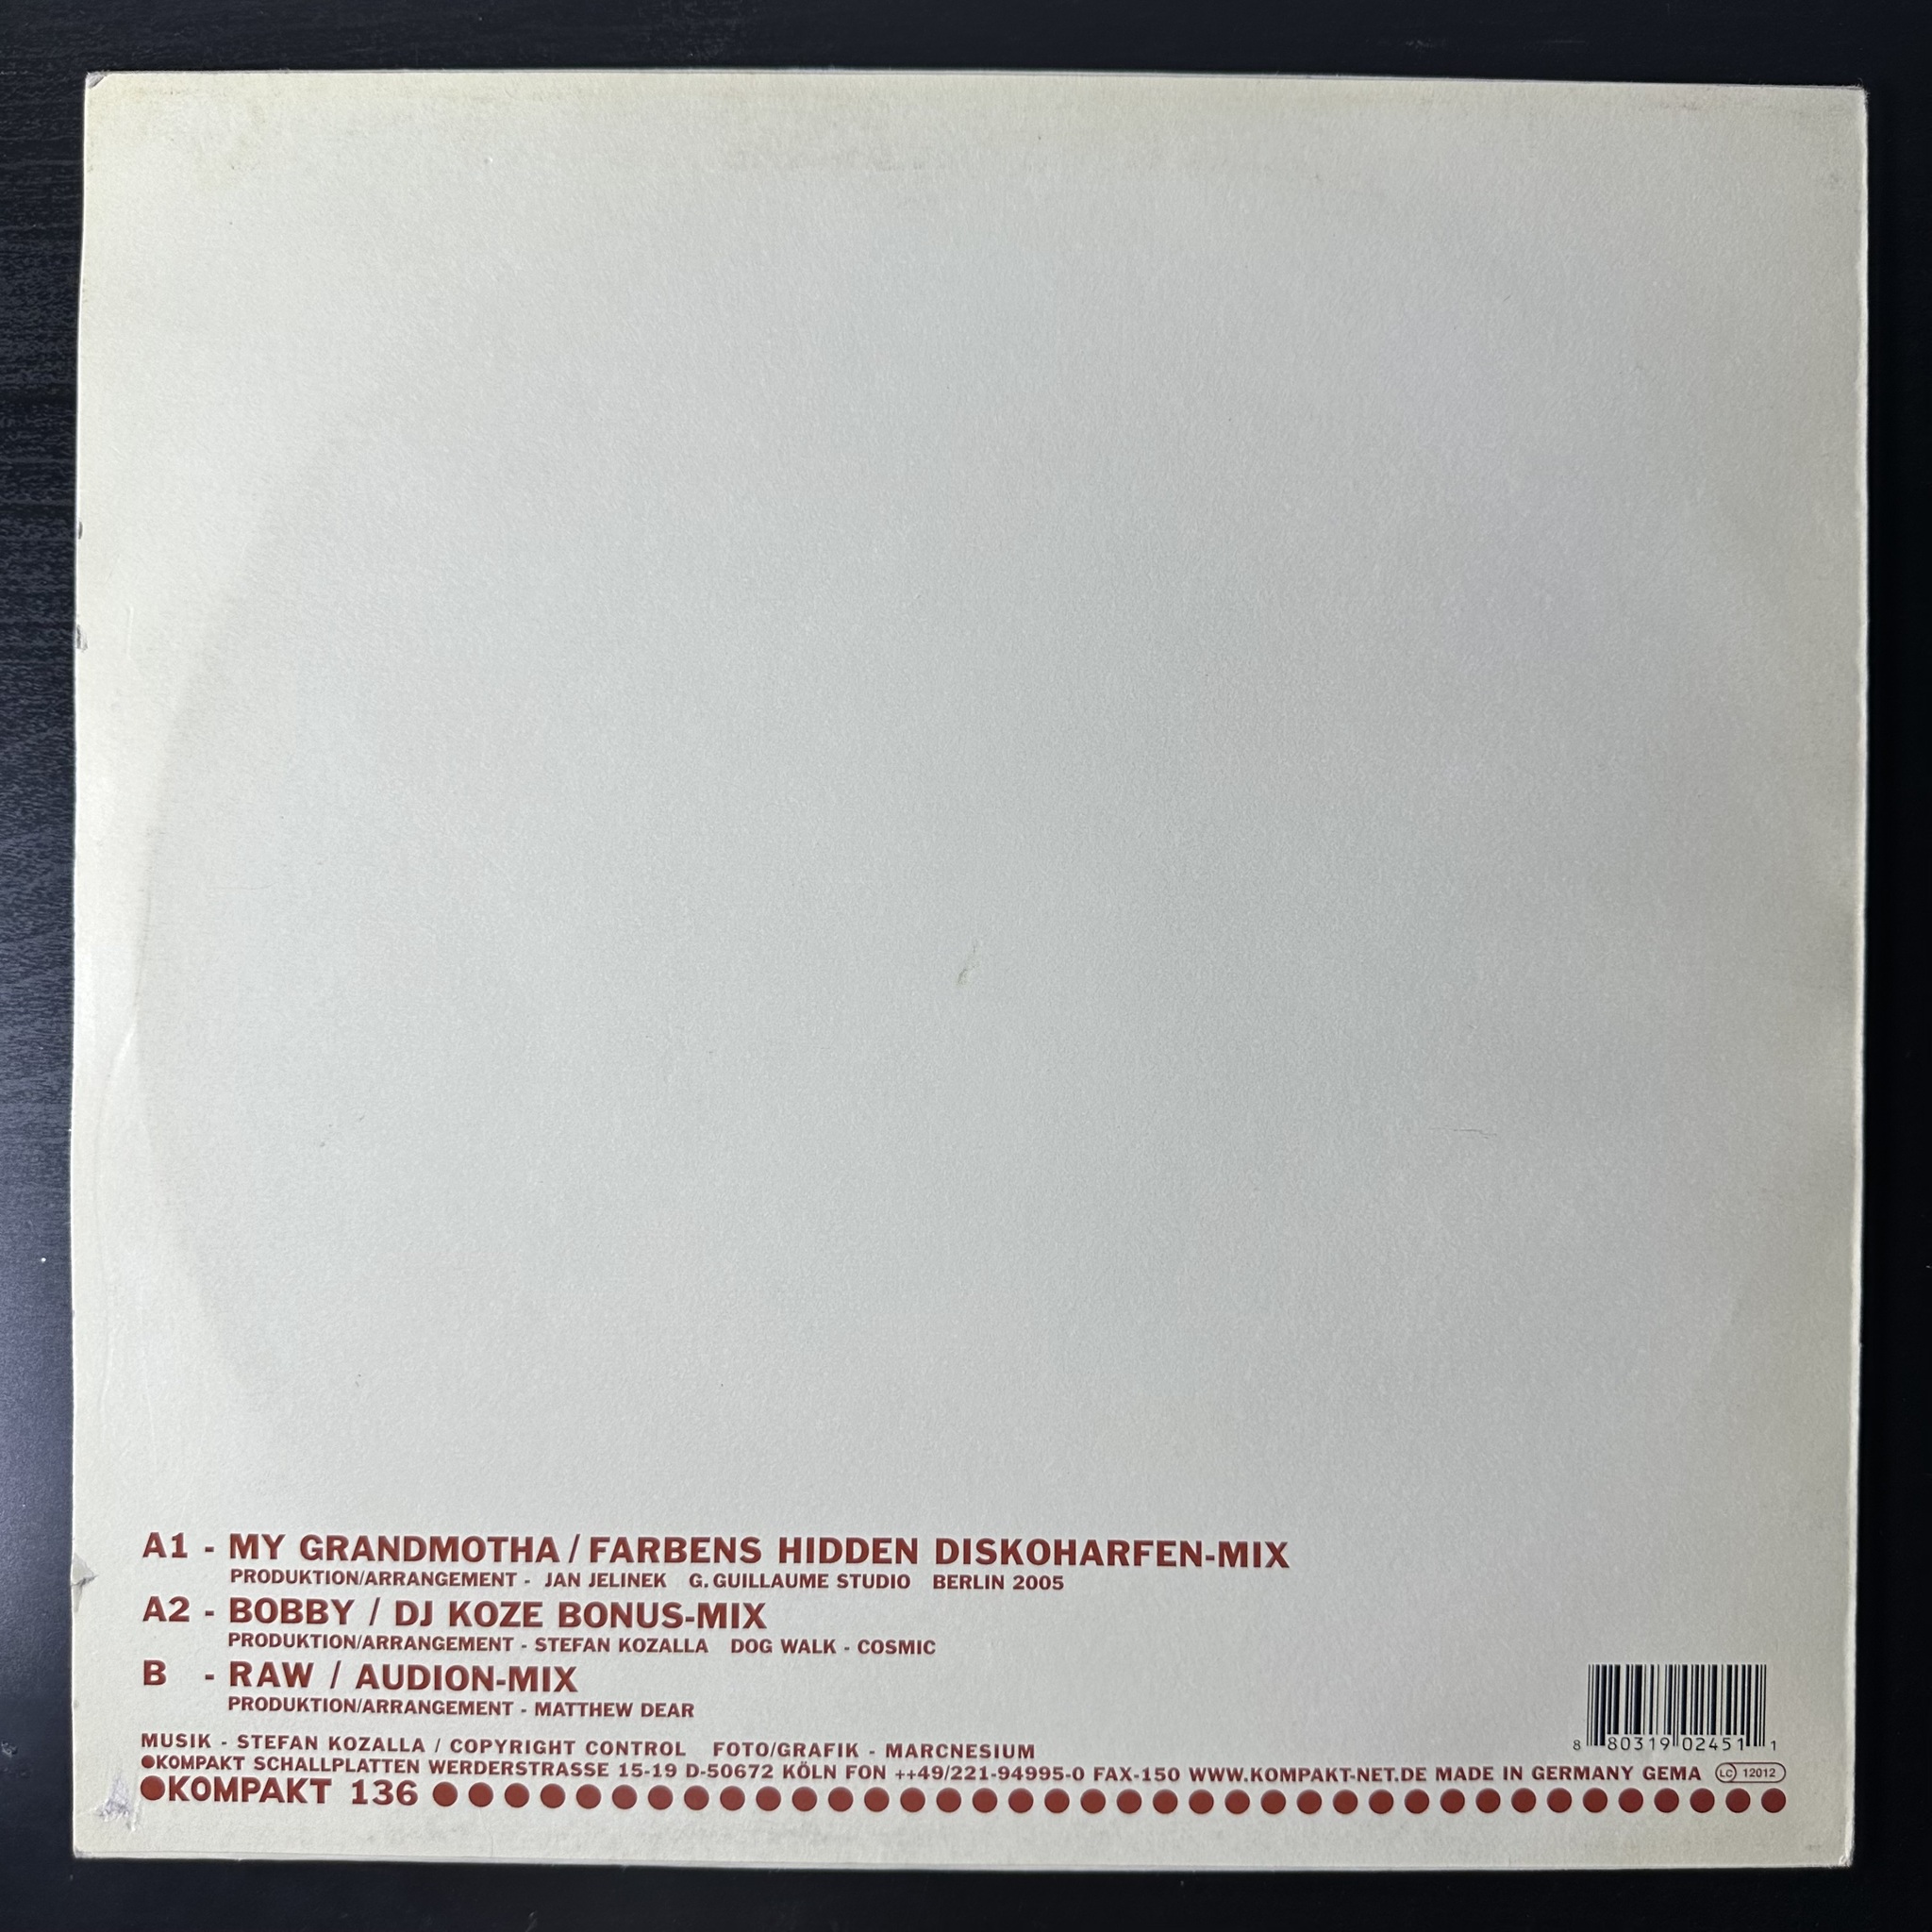 A1 - MY GRANDMOTHA / FARBENS HIDDEN DISKOHARFEN-MIX
PRODUKTION/ARRANGEMENT - JAN JELINEK G. GUILLAUME STUDIO BERLIN 2005
A2 - BOBBY / DJ KOZE BONUS-MIX
PRODUKTION/ARRANGEMENT - STEFAN KOZALLA DOG WALK - COSMIC
B - RAW / AUDION-MIX
PRODUKTION/ARRANGEMENT - MATTHEW DEAR
8 80319 02451 1
MUSIK - STEFAN KOZALLA / COPYRIGHT CONTROL FOTO/GRAFIK - MARCNESIUM
●KOMPAKT SCHALLPLATTEN WERDERSTRASSE 15-19 D-50672 KÖLN FON ++49/221-94995-0 FAX-150 WWW.KOMPAKT-NET.DE MADE IN GERMANY GEMA LC 12012
●KOMPAKT 136